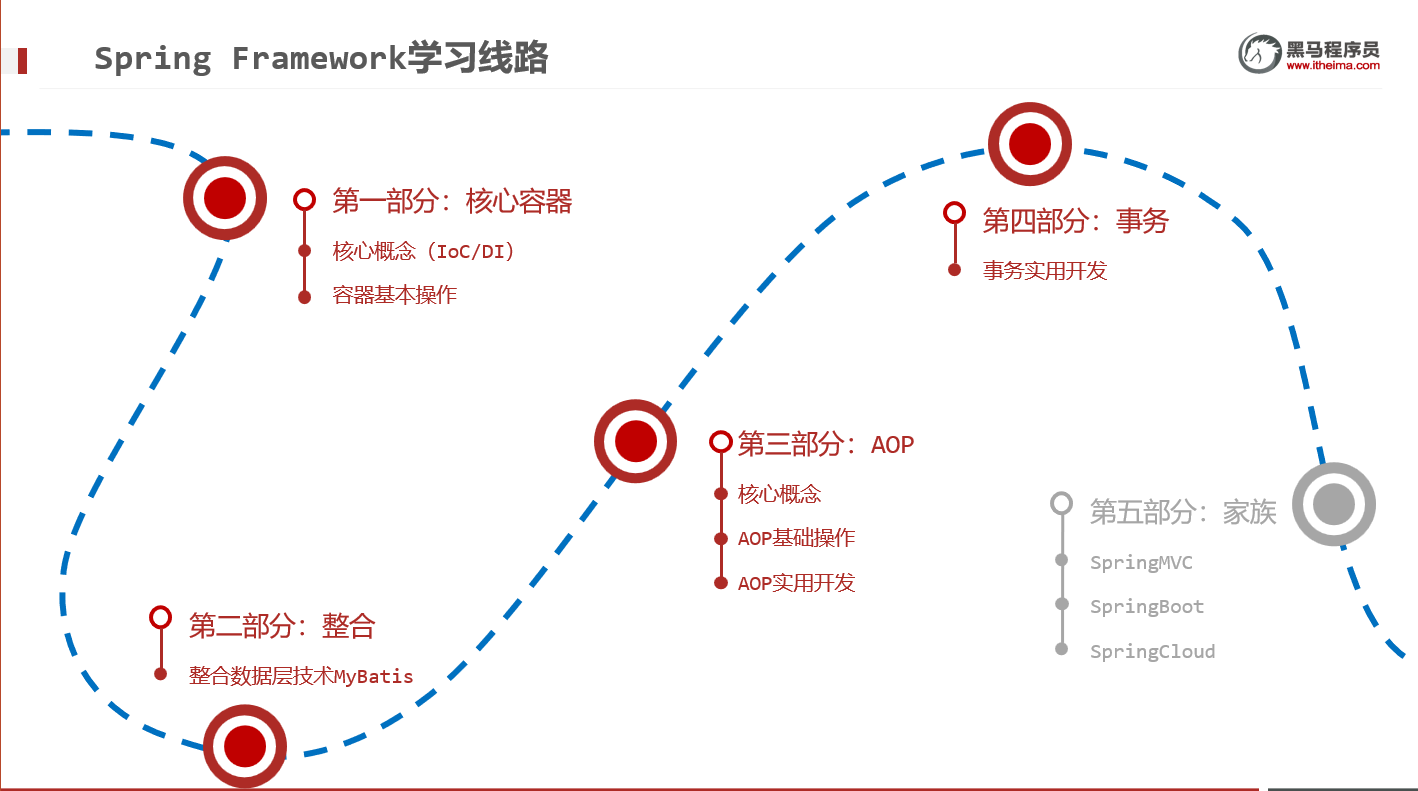 Spring Framework学习线路
黑马程序员
www.itheima.com
第一部分：核心容器
核心概念（IoC/DI）
容器基本操作
第二部分：整合
整合数据层技术MyBatis
第三部分：AOP
核心概念
AOP基础操作
AOP实用开发
第四部分：事务
事务实用开发
第五部分：家族
SpringMVC
SpringBoot
SpringCloud